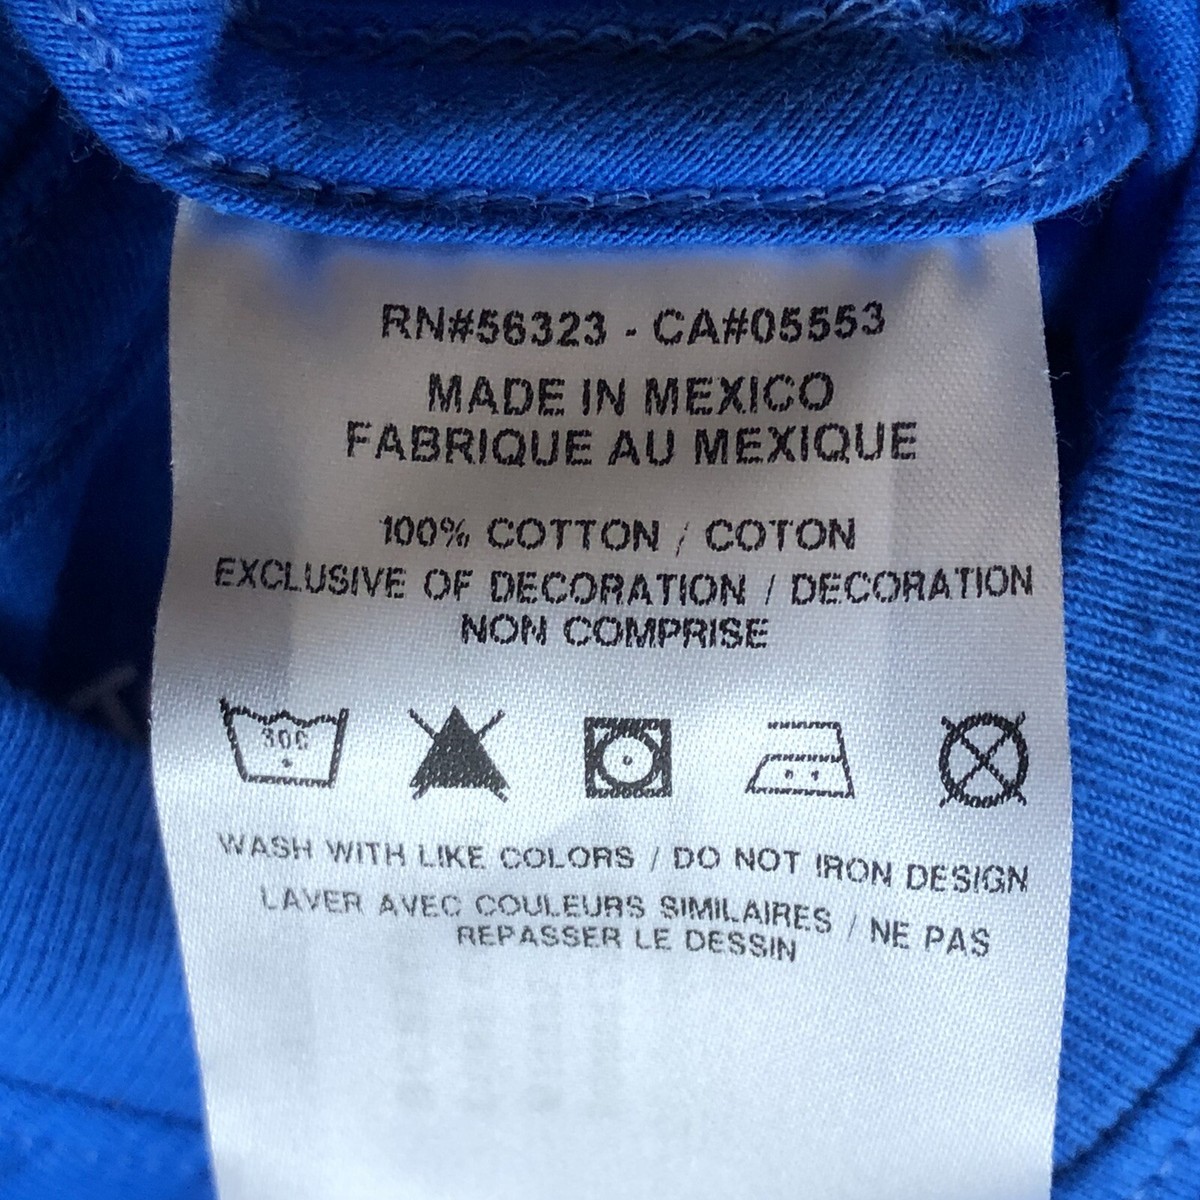 RN#56323 - CA#05553
MADE IN MEXICO
FABRIQUE AU MEXIQUE
100% COTTON / COTON
EXCLUSIVE OF DECORATION / DECORATION
NON COMPRISE
30C
WASH WITH LIKE COLORS / DO NOT IRON DESIGN
LAVER AVEC COULEURS SIMILAIRES / NE PAS
REPASSER LE DESSIN